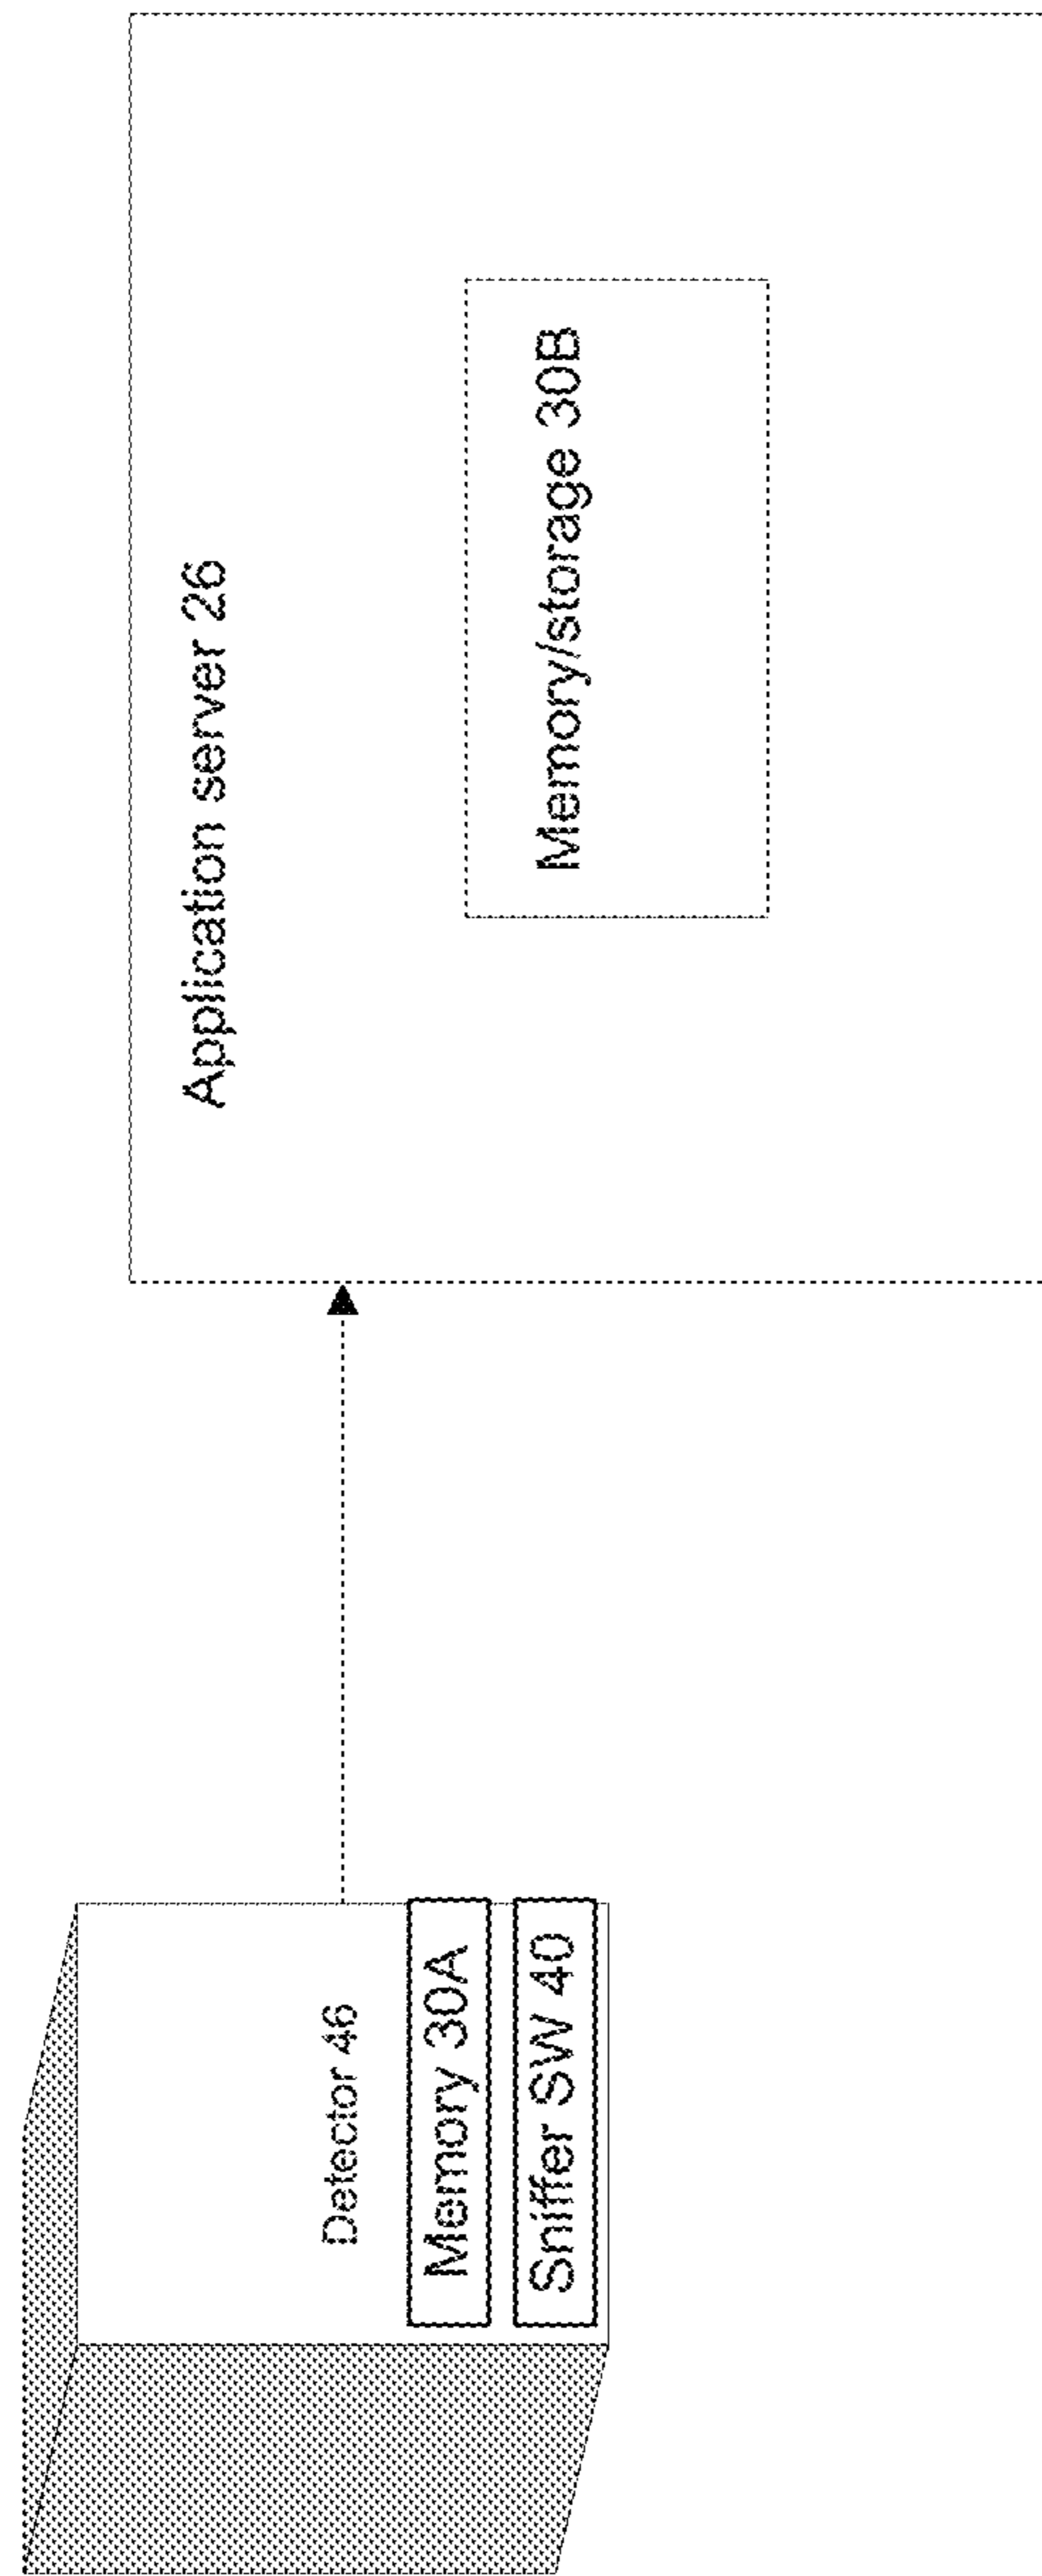 Detector 46
Memory 30A
Sniffer SW 40
Application server 26
Memory/storage 30B